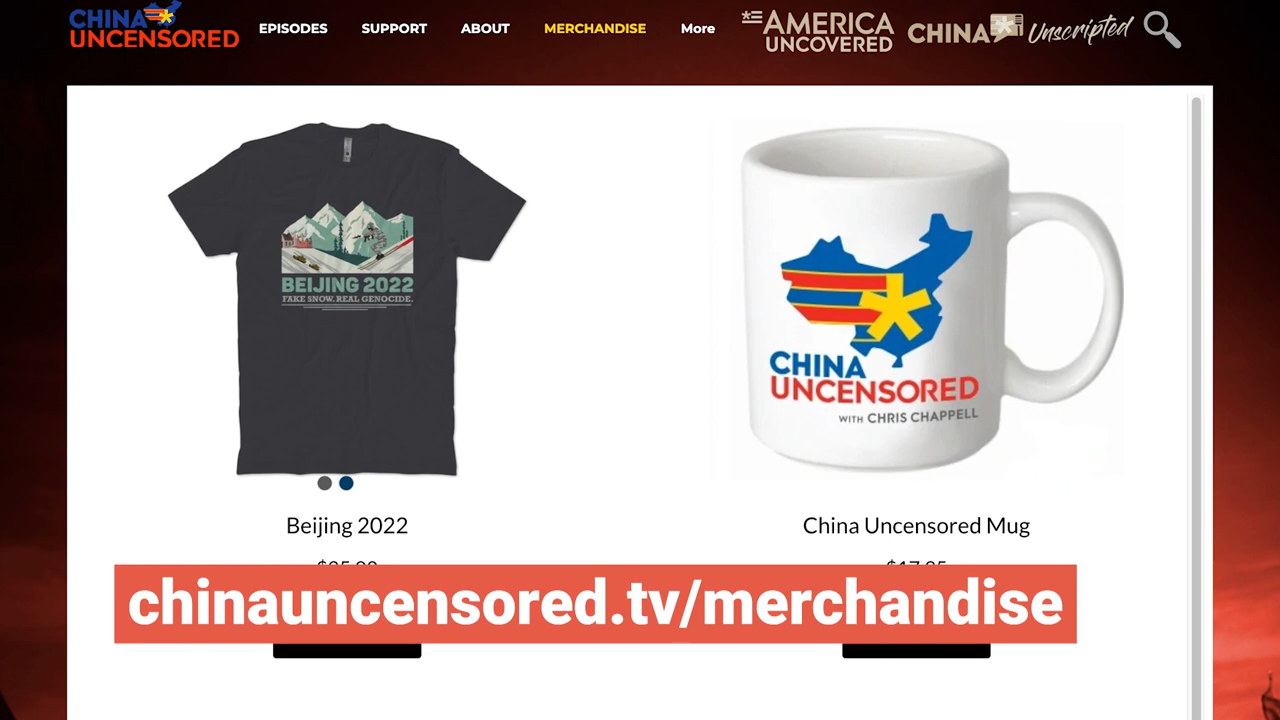 CHINA
UNCENSORED
EPISODES
SUPPORT
ABOUT
MERCHANDISE
More
AMERICA
UNCOVERED
CHINA Unscripted
BEIJING 2022
FAKE SNOW. REAL GENOCIDE.
CHINA
UNCENSORED
WITH CHRIS CHAPPELL
Beijing 2022
China Uncensored Mug
chinauncensored.tv/merchandise